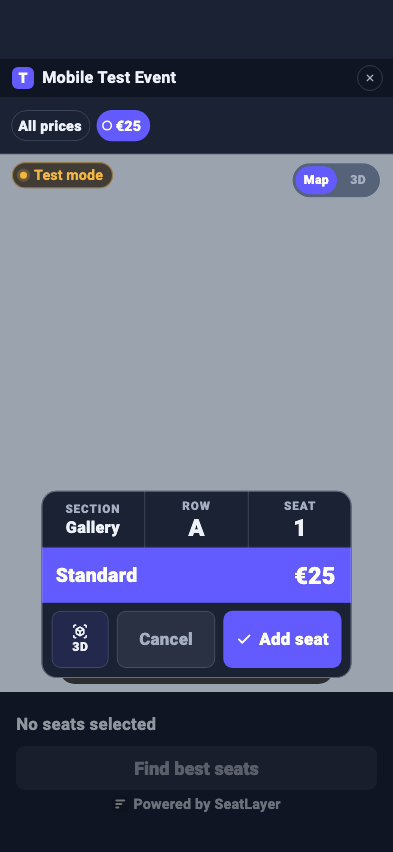 T Mobile Test Event
All prices €25
Test mode
Map 3D
SECTION ROW SEAT
Gallery A 1
Standard €25
3D Cancel Add seat
No seats selected
Find best seats
Powered by SeatLayer